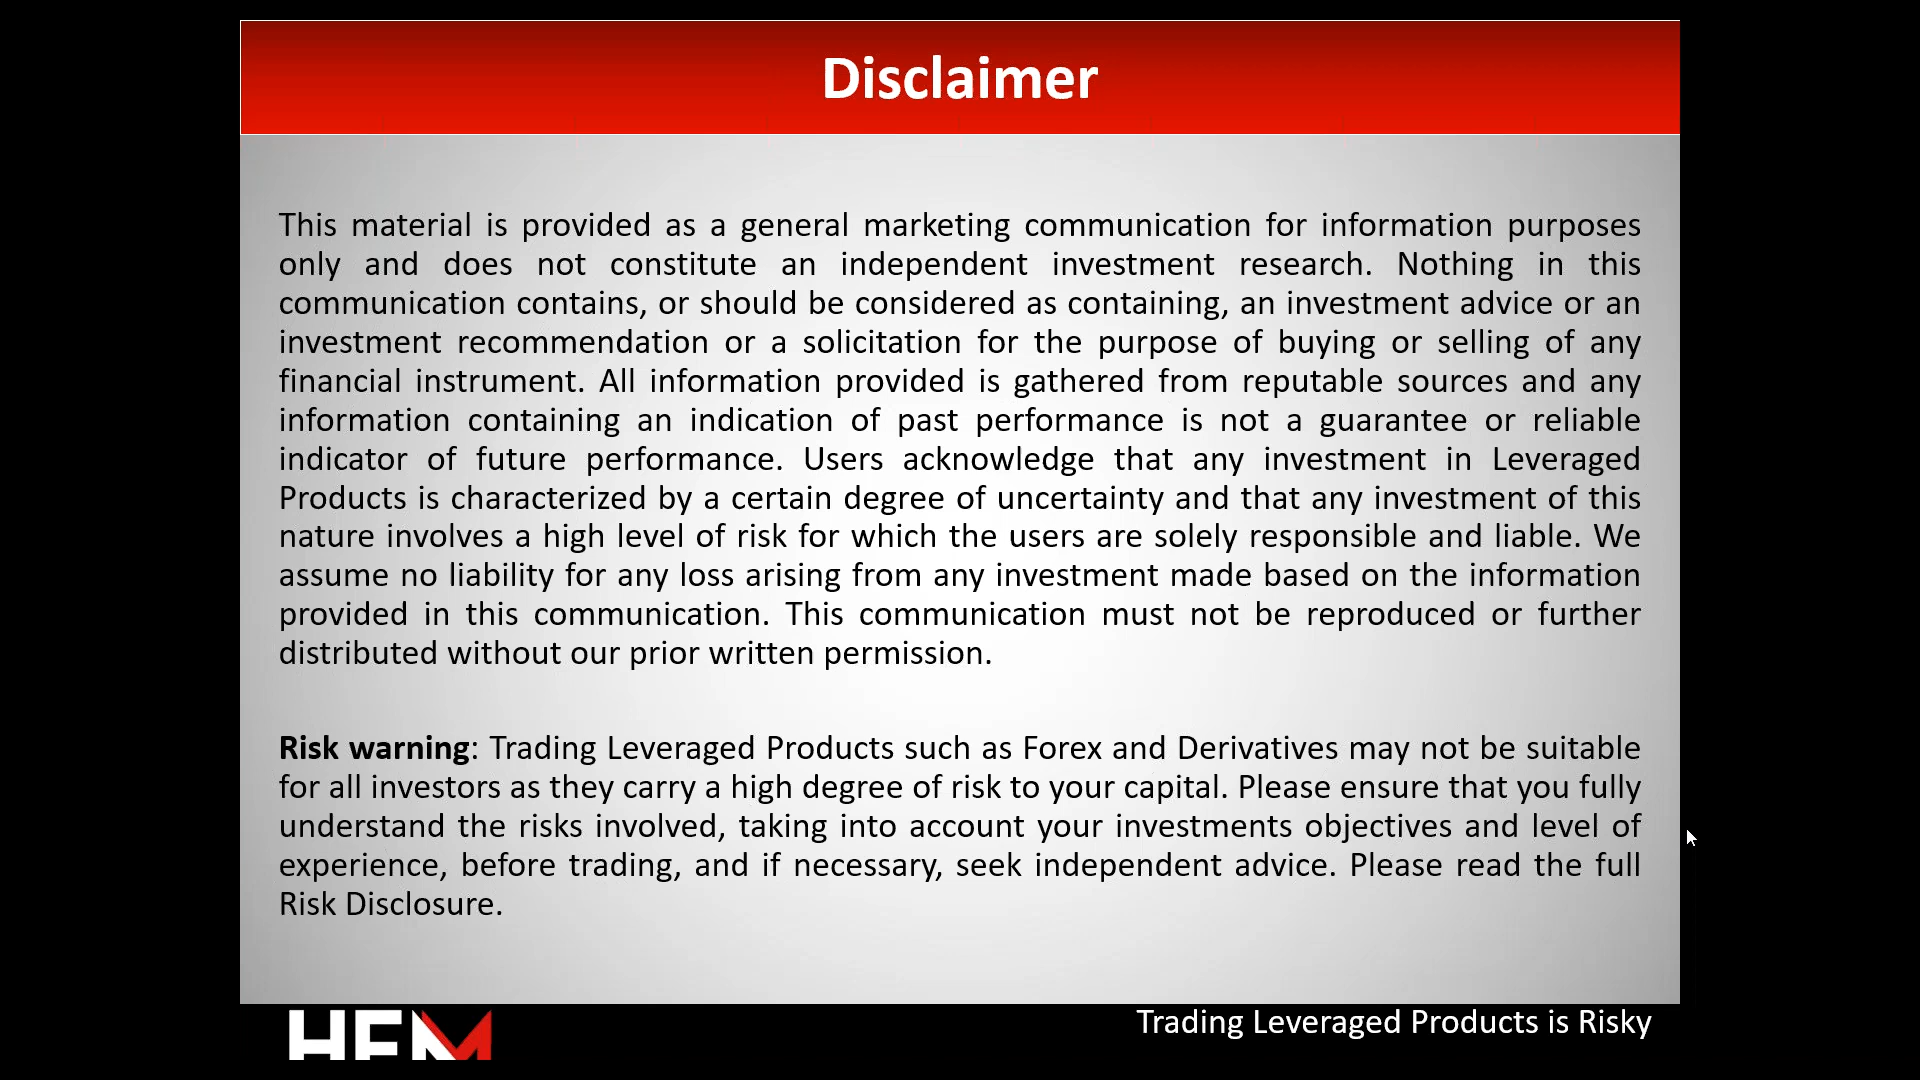 Disclaimer
This material is provided as a general marketing communication for information purposes
only and does not constitute an independent investment research. Nothing in this
communication contains, or should be considered as containing, an investment advice or an
investment recommendation or a solicitation for the purpose of buying or selling of any
financial instrument. All information provided is gathered from reputable sources and any
information containing an indication of past performance is not a guarantee or reliable
indicator of future performance. Users acknowledge that any investment in Leveraged
Products is characterized by a certain degree of uncertainty and that any investment of this
nature involves a high level of risk for which the users are solely responsible and liable. We
assume no liability for any loss arising from any investment made based on the information
provided in this communication. This communication must not be reproduced or further
distributed without our prior written permission.
Risk warning: Trading Leveraged Products such as Forex and Derivatives may not be suitable
for all investors as they carry a high degree of risk to your capital. Please ensure that you fully
understand the risks involved, taking into account your investments objectives and level of
experience, before trading, and if necessary, seek independent advice. Please read the full
Risk Disclosure.
HFM
Trading Leveraged Products is Risky